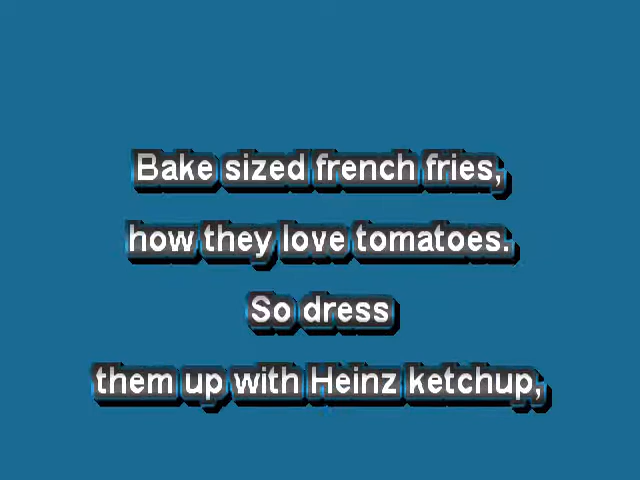 Bake sized french fries,
how they love tomatoes.
So dress
them up with Heinz ketchup,